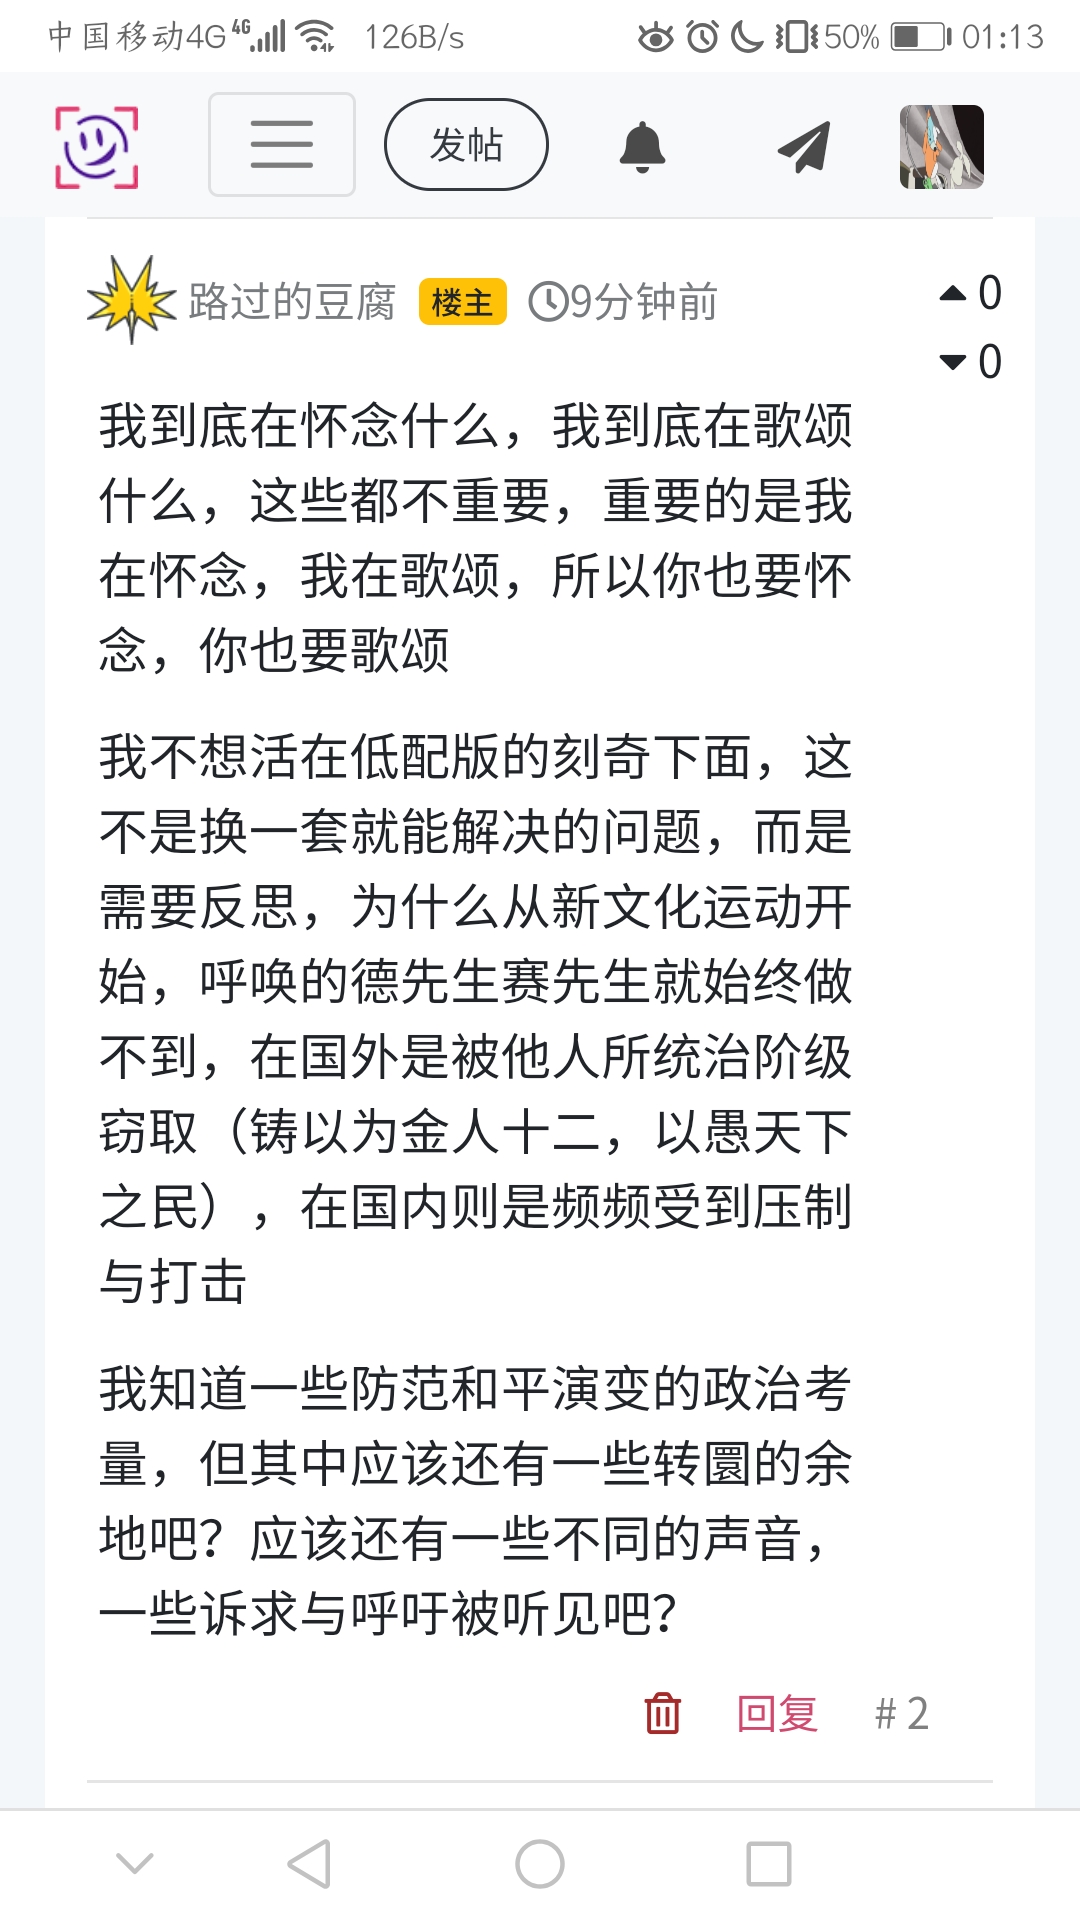 中国移动4G 4G 126B/s 50% 01:13
发帖
路过的豆腐 楼主 9分钟前
0
0
我到底在怀念什么，我到底在歌颂
什么，这些都不重要，重要的是我
在怀念，我在歌颂，所以你也要怀
念，你也要歌颂
我不想活在低配版的刻奇下面，这
不是换一套就能解决的问题，而是
需要反思，为什么从新文化运动开
始，呼唤的德先生赛先生就始终做
不到，在国外是被他人所统治阶级
窃取（铸以为金人十二，以愚天下
之民），在国内则是频频受到压制
与打击
我知道一些防范和平演变的政治考
量，但其中应该还有一些转圜的余
地吧？应该还有一些不同的声音，
一些诉求与呼吁被听见吧？
回复 # 2